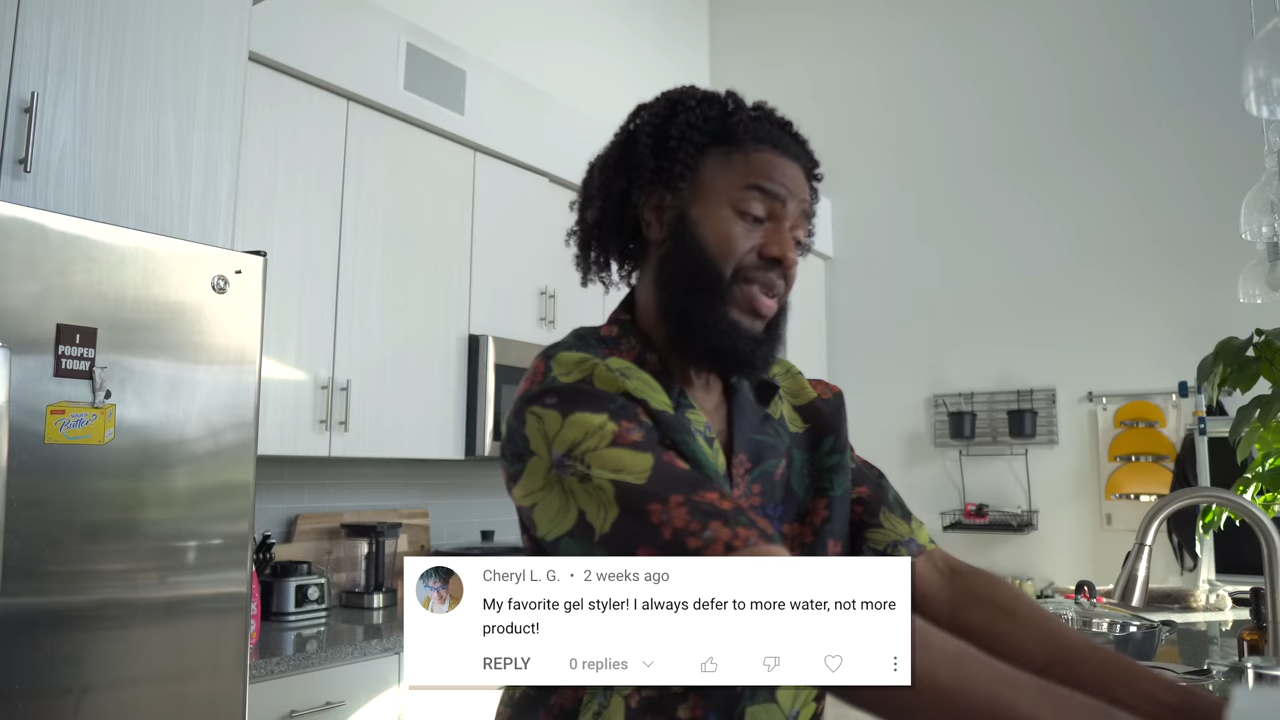 I
POOPED
TODAY
What is
Butter?
Cheryl L. G. • 2 weeks ago
My favorite gel styler! I always defer to more water, not more
product!
REPLY
0 replies